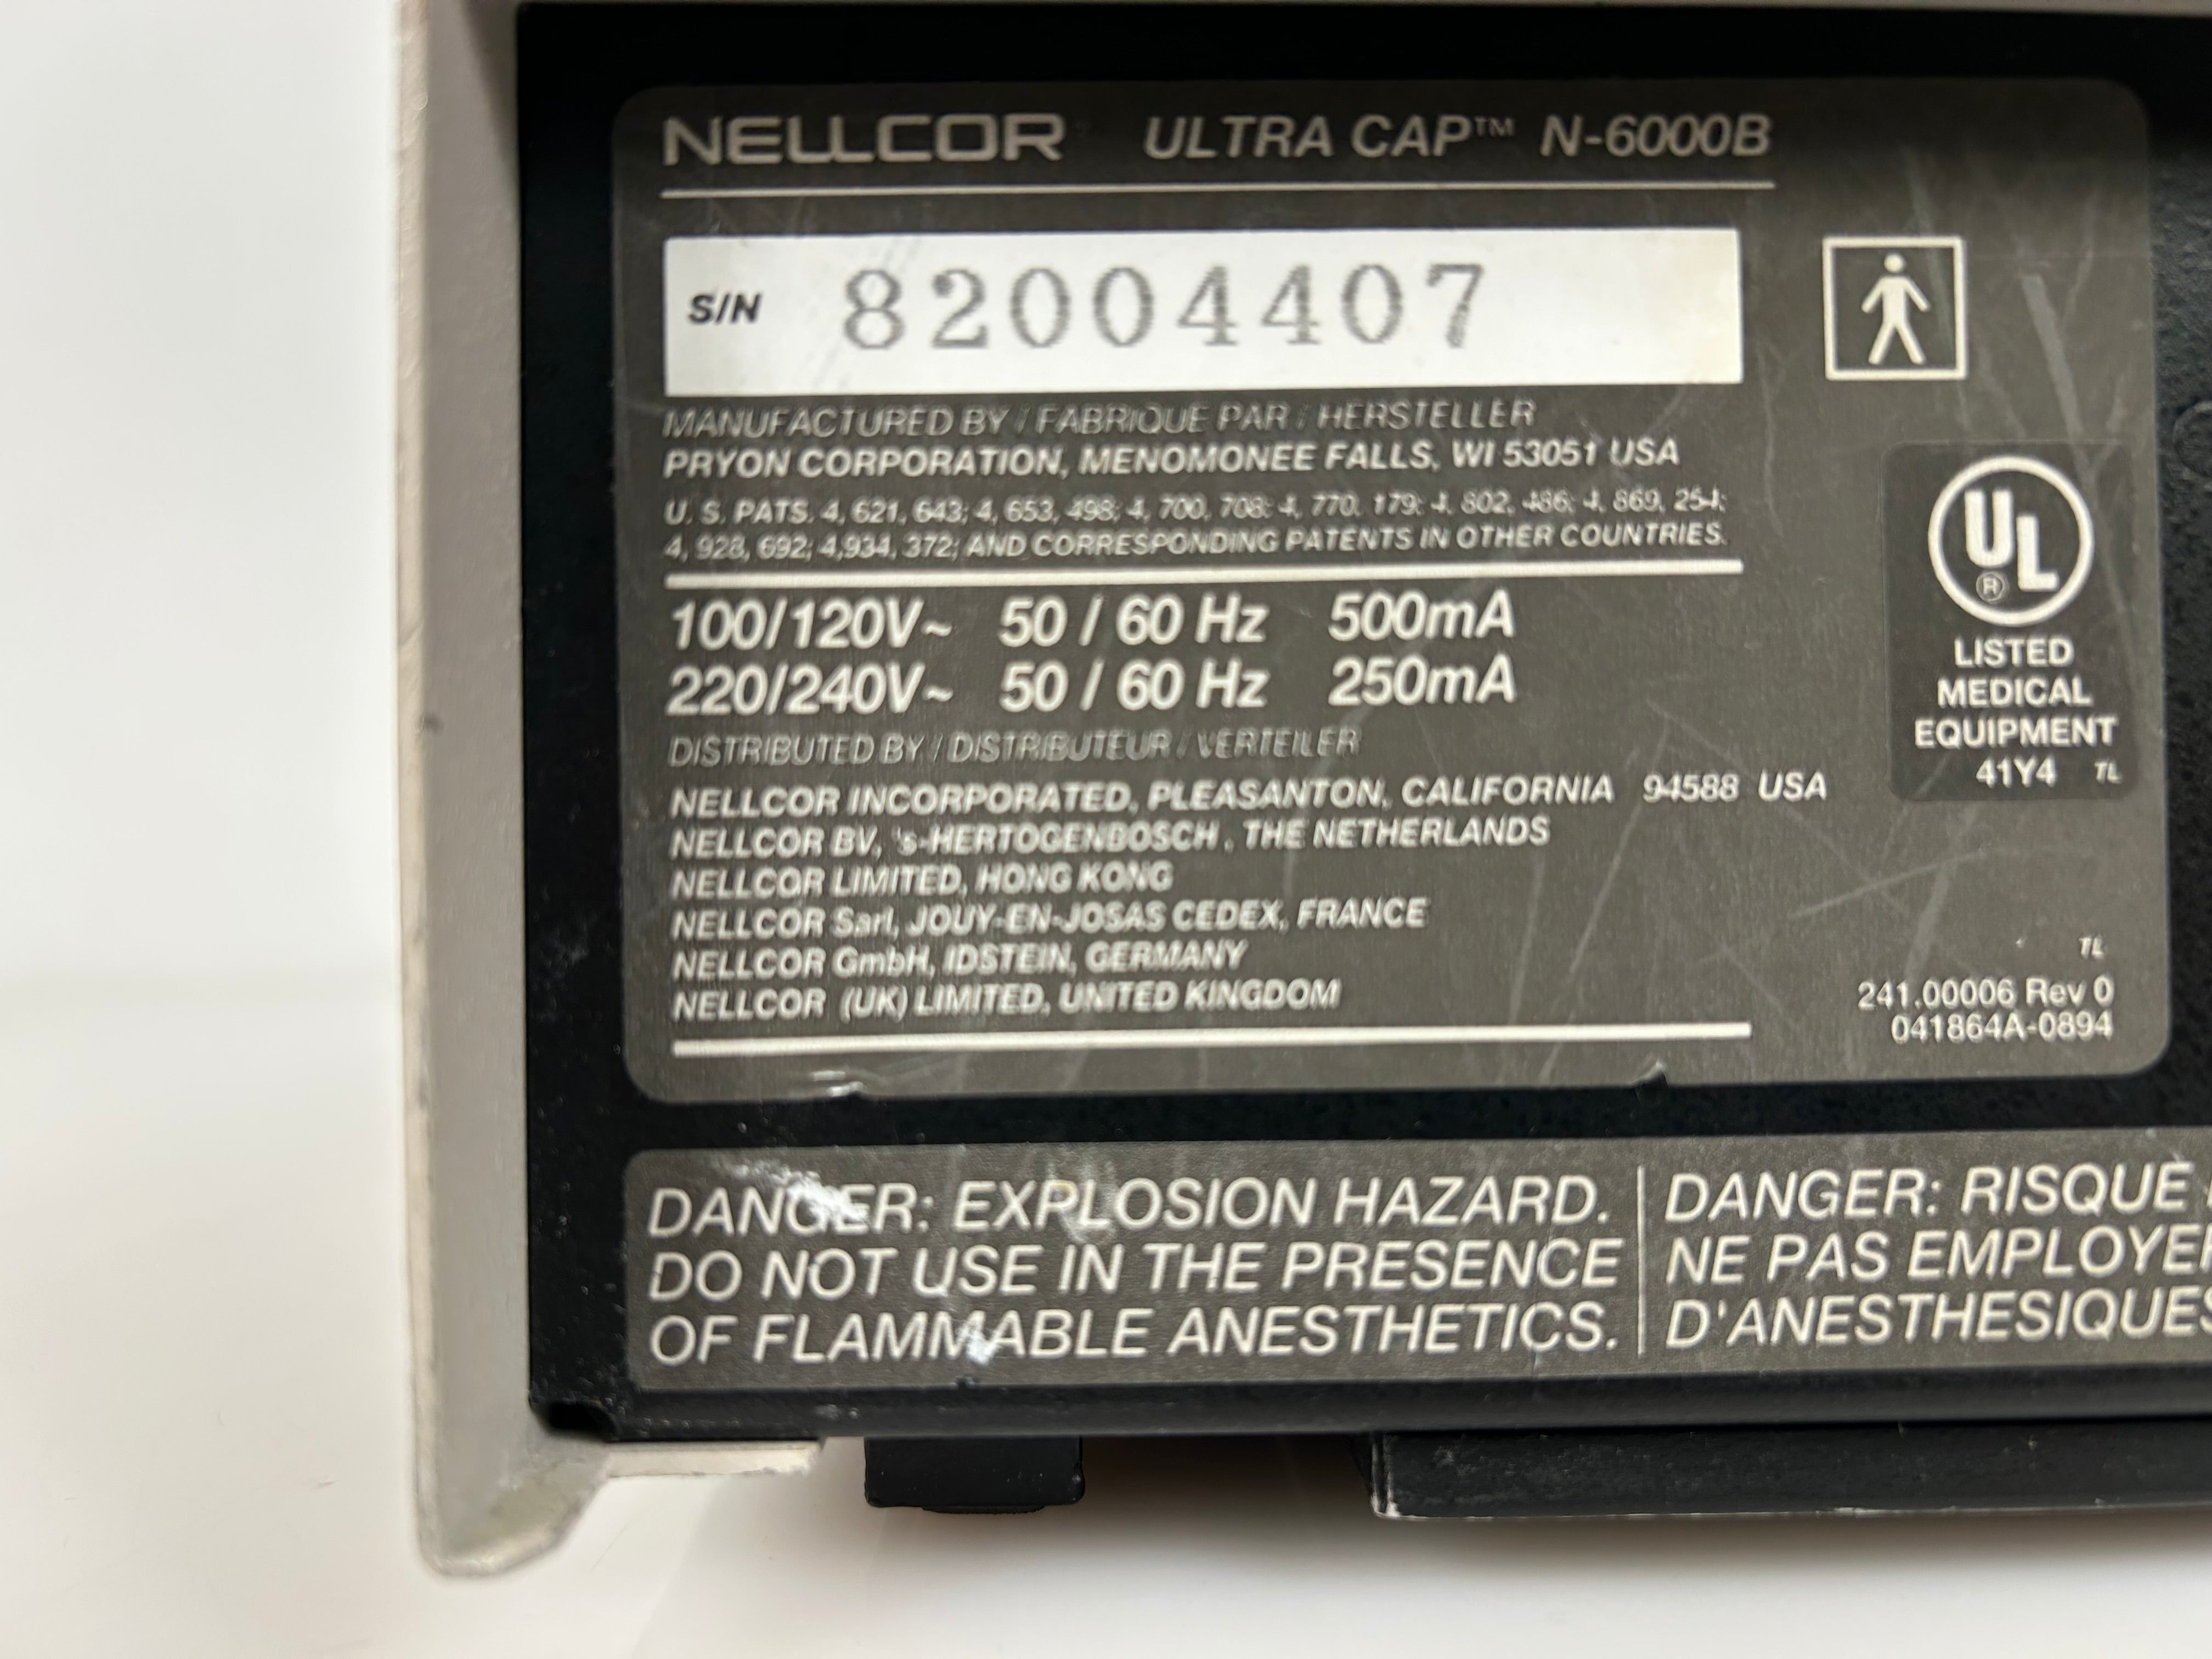 NELLCOR ULTRA CAP™ N-6000B
S/N 82004407
MANUFACTURED BY / FABRIQUE PAR / HERSTELLER
PRYON CORPORATION, MENOMONEE FALLS, WI 53051 USA
U. S. PATS. 4, 621, 643; 4, 653, 498; 4, 700, 708; 4, 770, 179; 4, 802, 486; 4, 869, 254;
4, 928, 692; 4,934, 372; AND CORRESPONDING PATENTS IN OTHER COUNTRIES.
100/120V~ 50 / 60 Hz 500mA
220/240V~ 50 / 60 Hz 250mA
DISTRIBUTED BY / DISTRIBUTEUR / VERTEILER
NELLCOR INCORPORATED, PLEASANTON, CALIFORNIA 94588 USA
NELLCOR BV, 's-HERTOGENBOSCH, THE NETHERLANDS
NELLCOR LIMITED, HONG KONG
NELLCOR Sarl, JOUY-EN-JOSAS CEDEX, FRANCE
NELLCOR GmbH, IDSTEIN, GERMANY
NELLCOR (UK) LIMITED, UNITED KINGDOM
UL
®
LISTED
MEDICAL
EQUIPMENT
41Y4 TL
TL
241.00006 Rev 0
041864A-0894
DANGER: EXPLOSION HAZARD.
DO NOT USE IN THE PRESENCE
OF FLAMMABLE ANESTHETICS.
DANGER: RISQUE
NE PAS EMPLOYER
D'ANESTHESIQUES